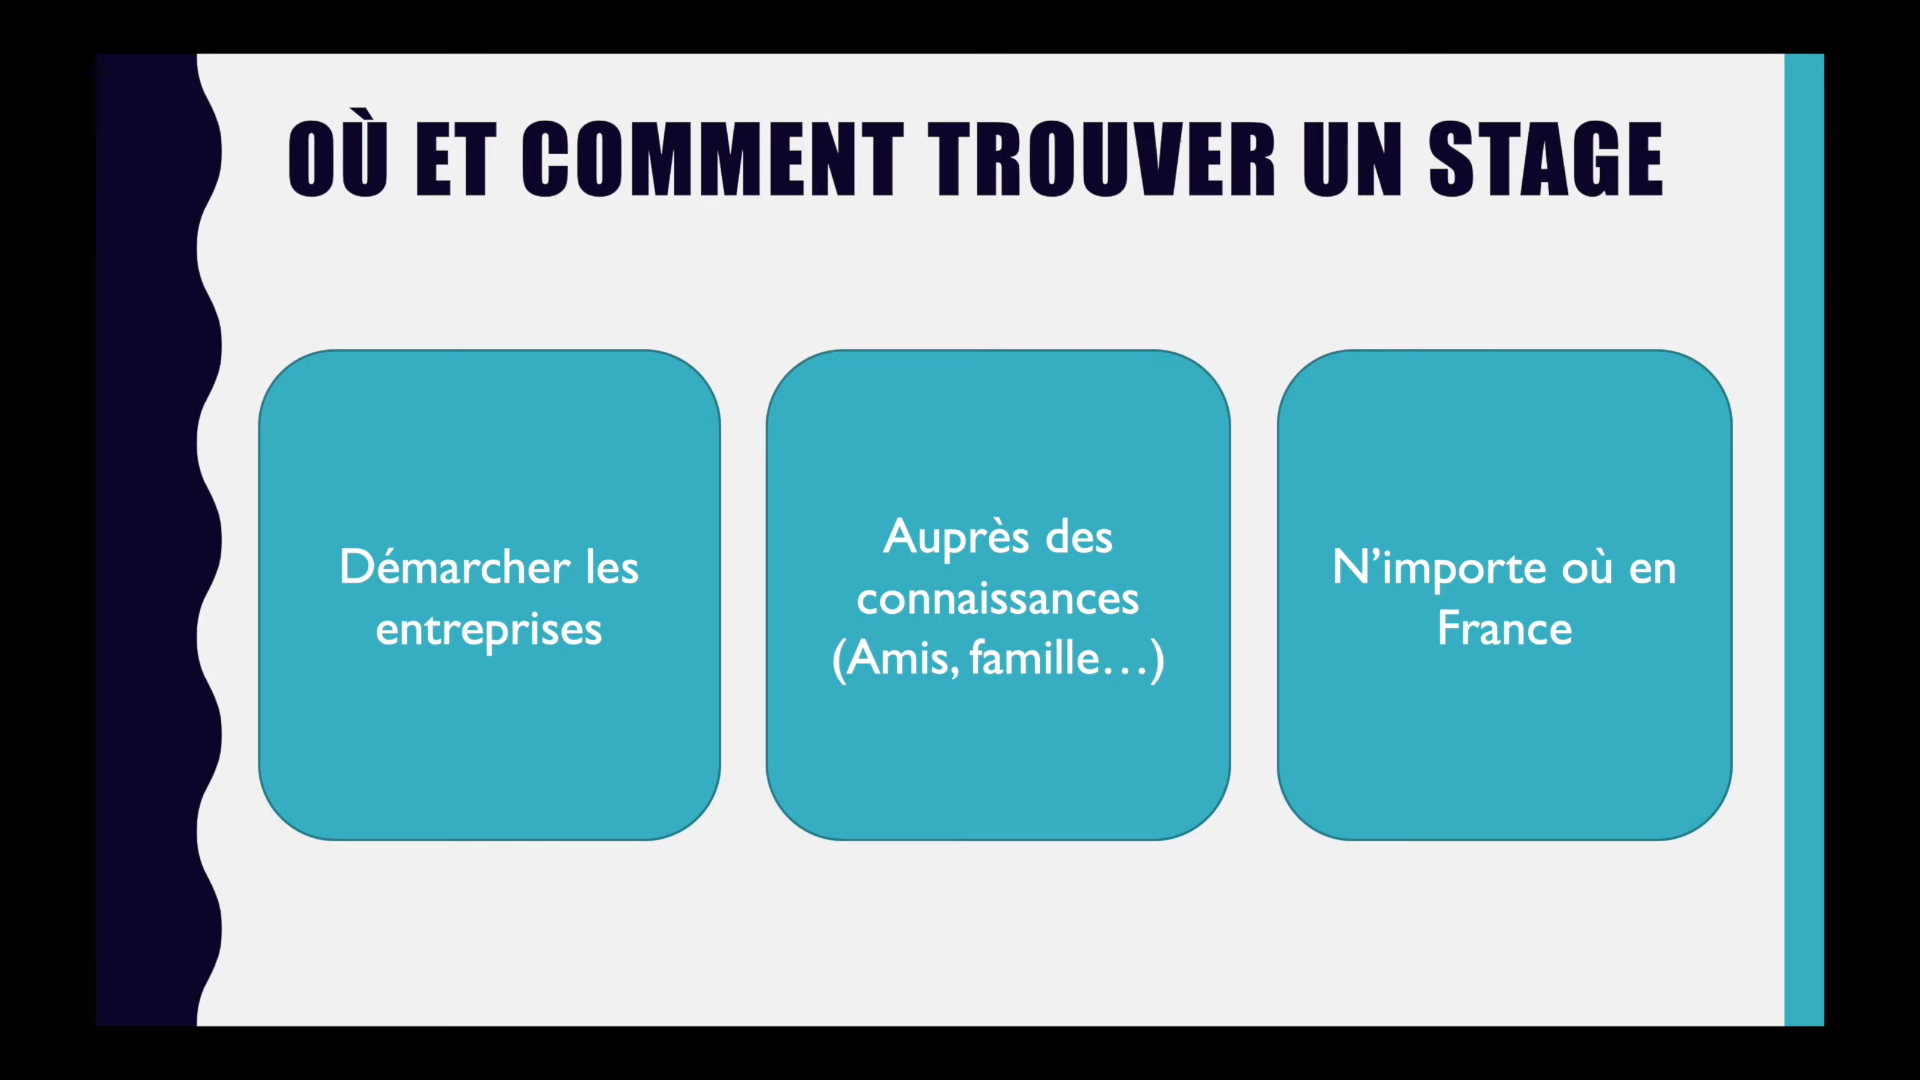 OÙ ET COMMENT TROUVER UN STAGE
Démarcher les
entreprises
Auprès des
connaissances
(Amis, famille…)
N’importe où en
France